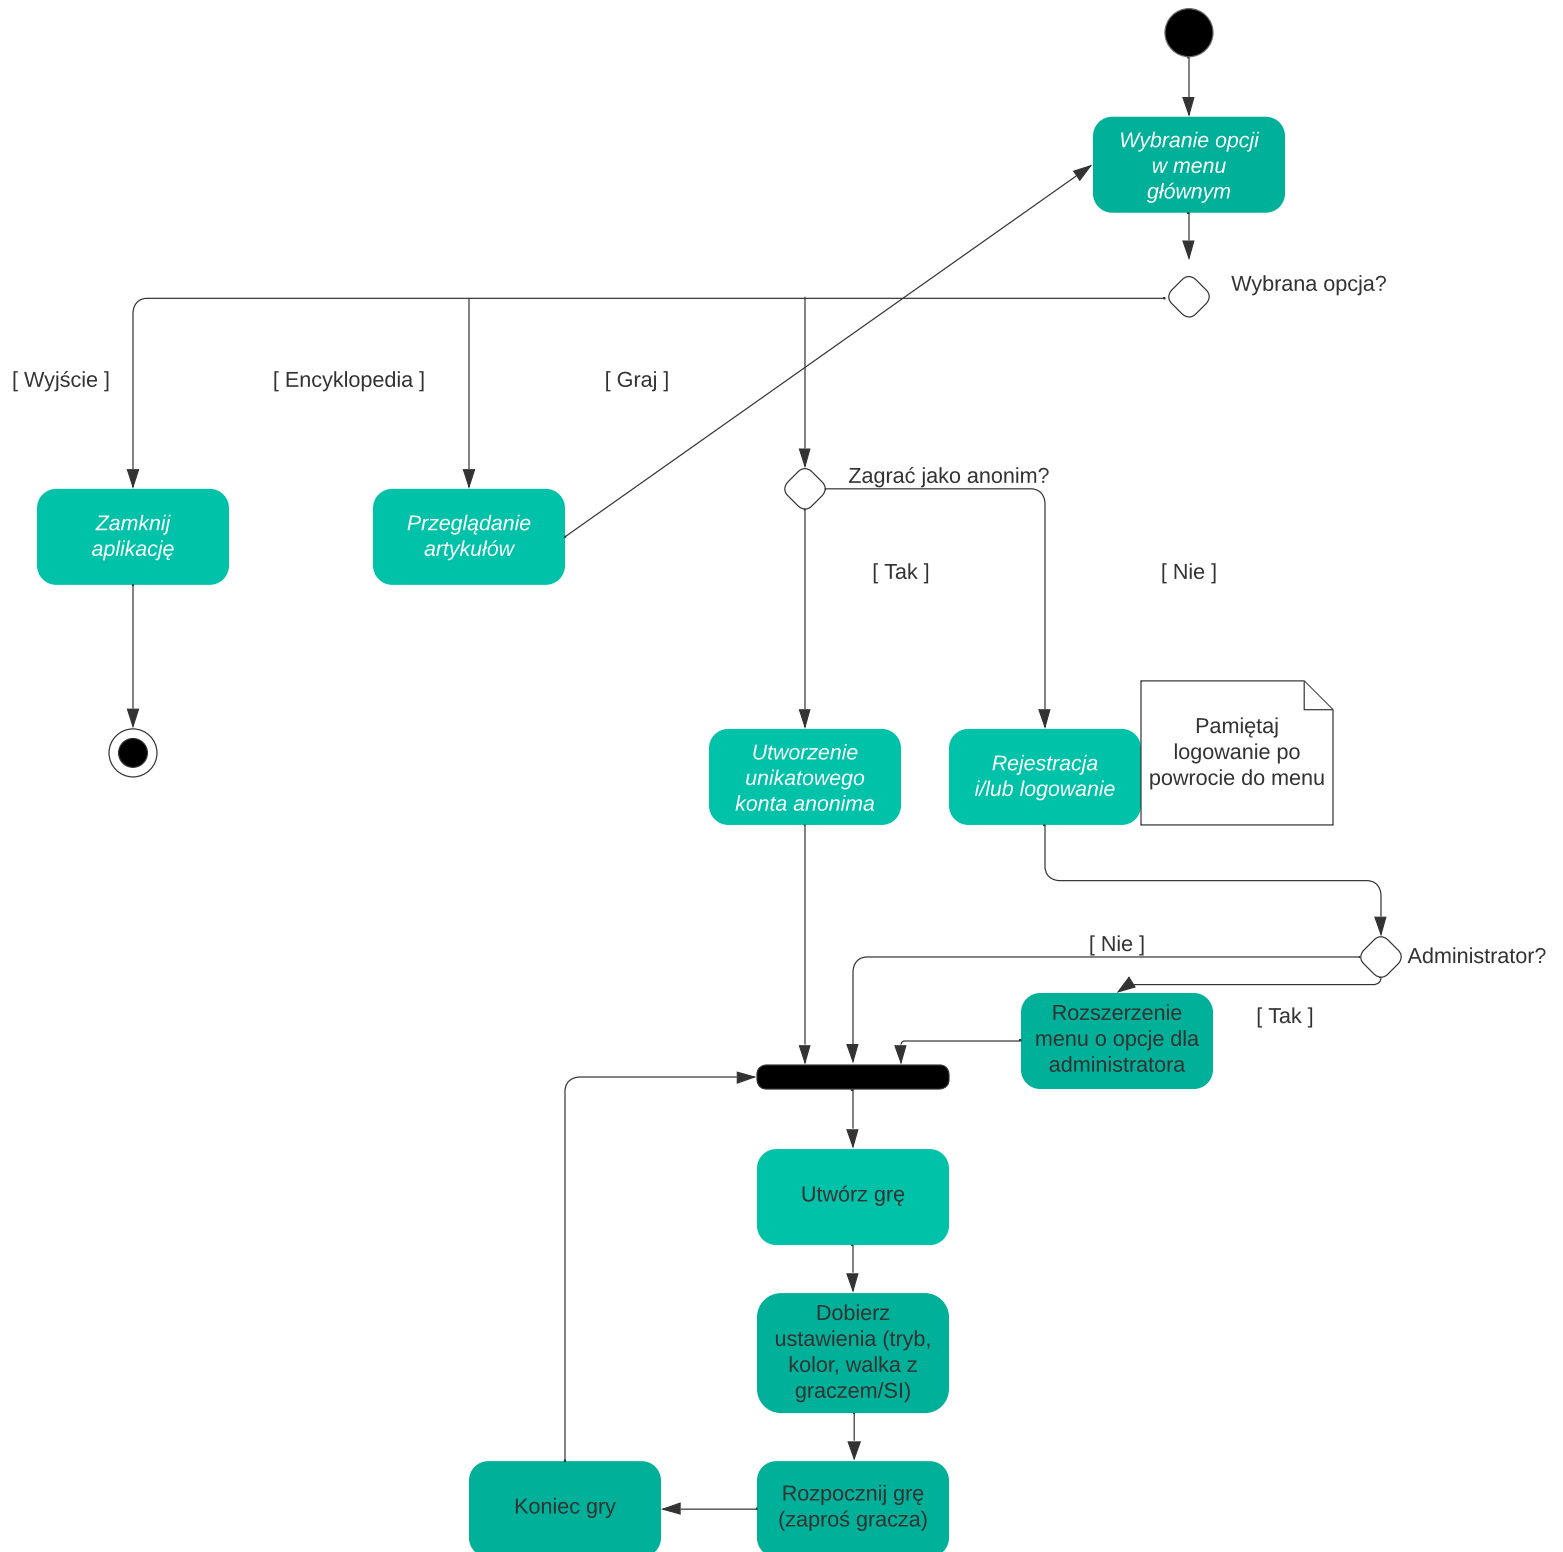 Wybranie opcji
w menu
głównym
Wybrana opcja?
[ Wyjście ]
[ Encyklopedia ]
[ Graj ]
Zagrać jako anonim?
Zamknij
aplikację
Przeglądanie
artykułów
[ Tak ]
[ Nie ]
Utworzenie
unikatowego
konta anonima
Rejestracja
i/lub logowanie
Pamiętaj
logowanie po
powrocie do menu
[ Nie ]
Administrator?
[ Tak ]
Rozszerzenie
menu o opcje dla
administratora
Utwórz grę
Dobierz
ustawienia (tryb,
kolor, walka z
graczem/SI)
Koniec gry
Rozpocznij grę
(zaproś gracza)